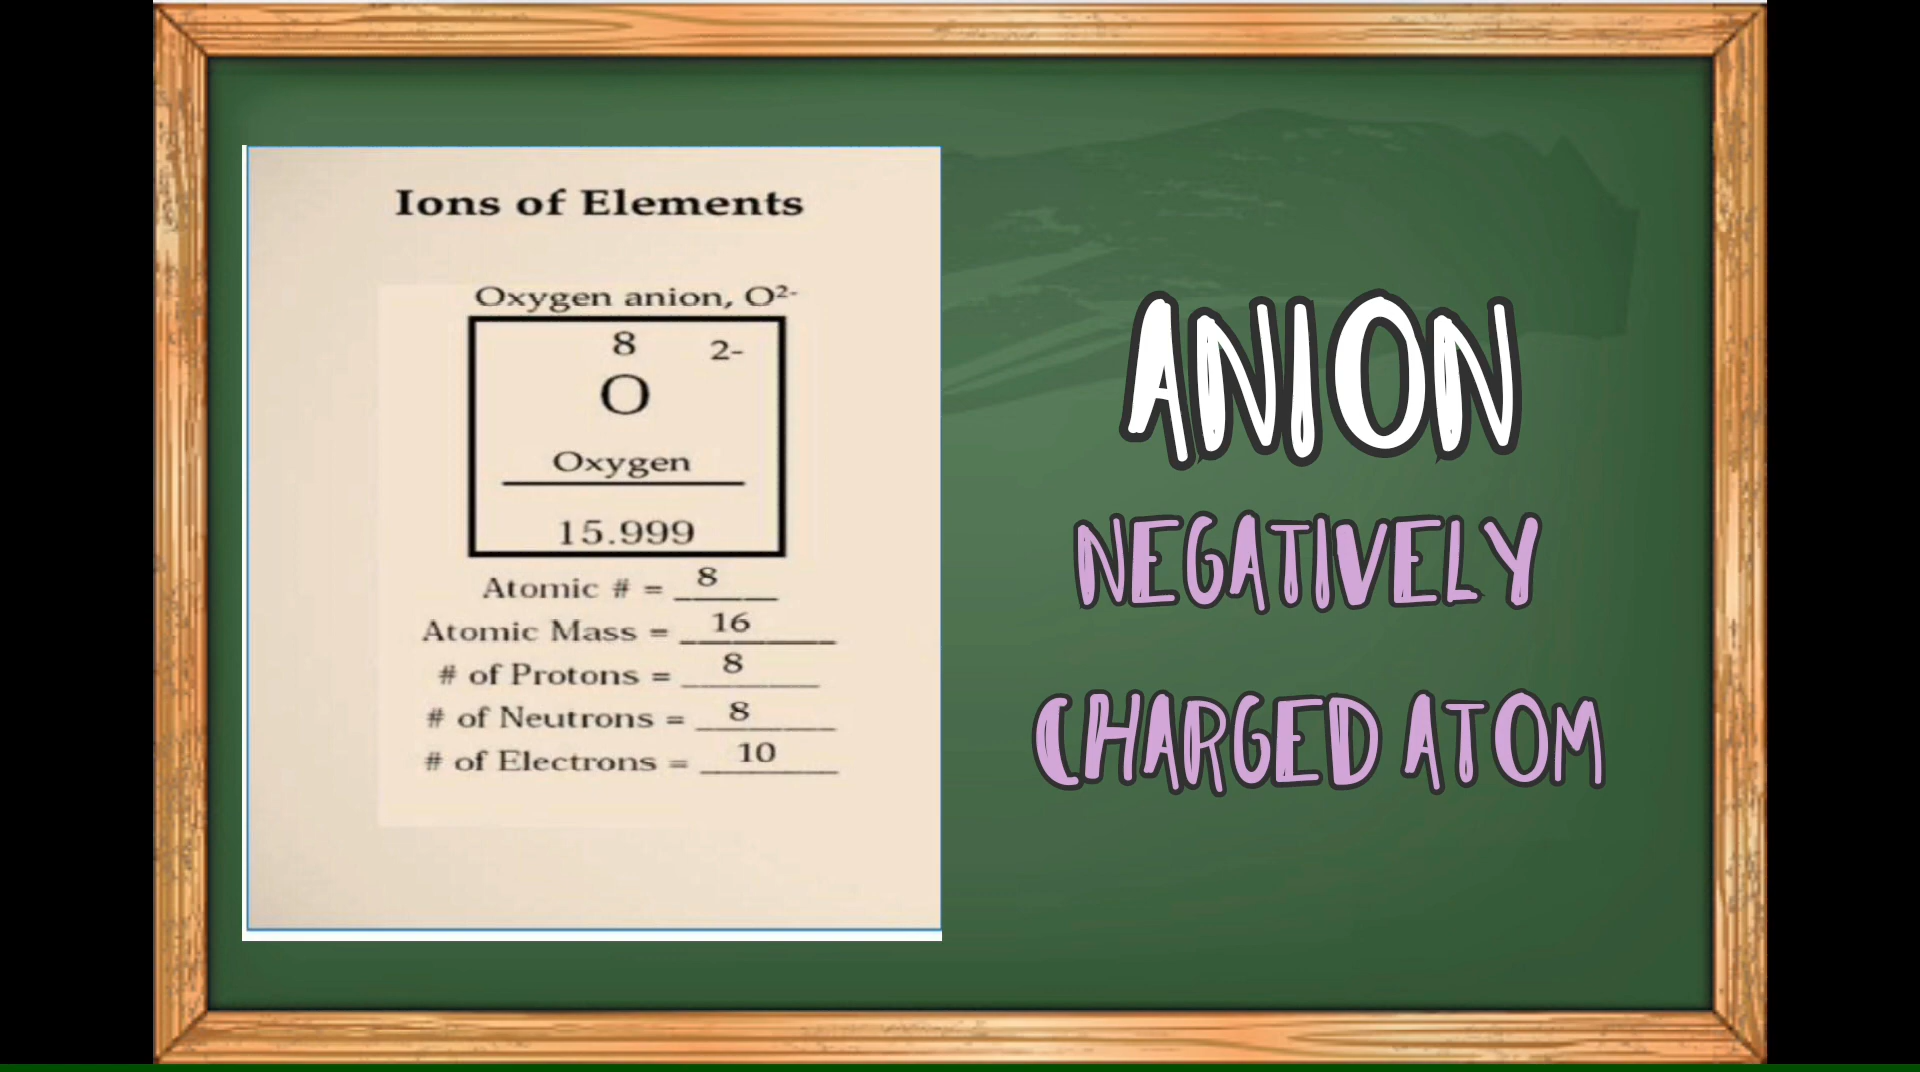 Ions of Elements
Oxygen anion, O²⁻
8 2-
O
Oxygen
15.999
Atomic # = 8
Atomic Mass = 16
# of Protons = 8
# of Neutrons = 8
# of Electrons = 10
ANION
NEGATIVELY
CHARGED ATOM